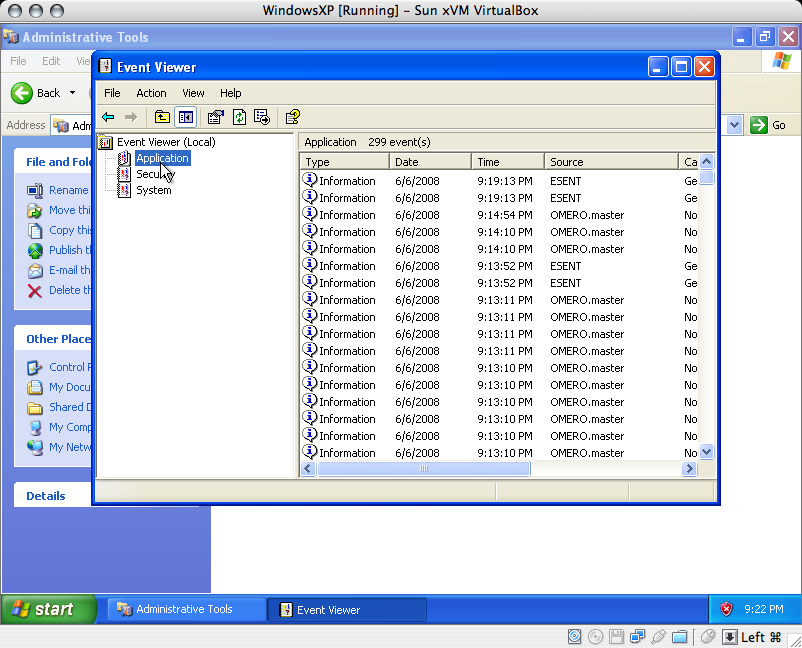 WindowsXP [Running] – Sun xVM VirtualBox
Administrative Tools
File Edit
Event Viewer
Back
File Action View Help
Address Adm
Go
Event Viewer (Local)
Application
Security
System
Application 299 event(s)
Type Date Time Source Ca
Information 6/6/2008 9:19:13 PM ESENT Ge
Information 6/6/2008 9:19:13 PM ESENT Ge
Information 6/6/2008 9:14:54 PM OMERO.master No
Information 6/6/2008 9:14:10 PM OMERO.master No
Information 6/6/2008 9:14:10 PM OMERO.master No
Information 6/6/2008 9:13:52 PM ESENT Ge
Information 6/6/2008 9:13:52 PM ESENT Ge
Information 6/6/2008 9:13:11 PM OMERO.master No
Information 6/6/2008 9:13:11 PM OMERO.master No
Information 6/6/2008 9:13:11 PM OMERO.master No
Information 6/6/2008 9:13:11 PM OMERO.master No
Information 6/6/2008 9:13:10 PM OMERO.master No
Information 6/6/2008 9:13:10 PM OMERO.master No
Information 6/6/2008 9:13:10 PM OMERO.master No
Information 6/6/2008 9:13:10 PM OMERO.master No
Information 6/6/2008 9:13:10 PM OMERO.master No
Information 6/6/2008 9:13:10 PM OMERO.master No
File and Fold
Rename
Move thi
Copy this
Publish t
E-mail th
Delete th
Other Place
Control P
My Docu
Shared D
My Comp
My Netw
Details
start
Administrative Tools
Event Viewer
9:22 PM
Left ⌘